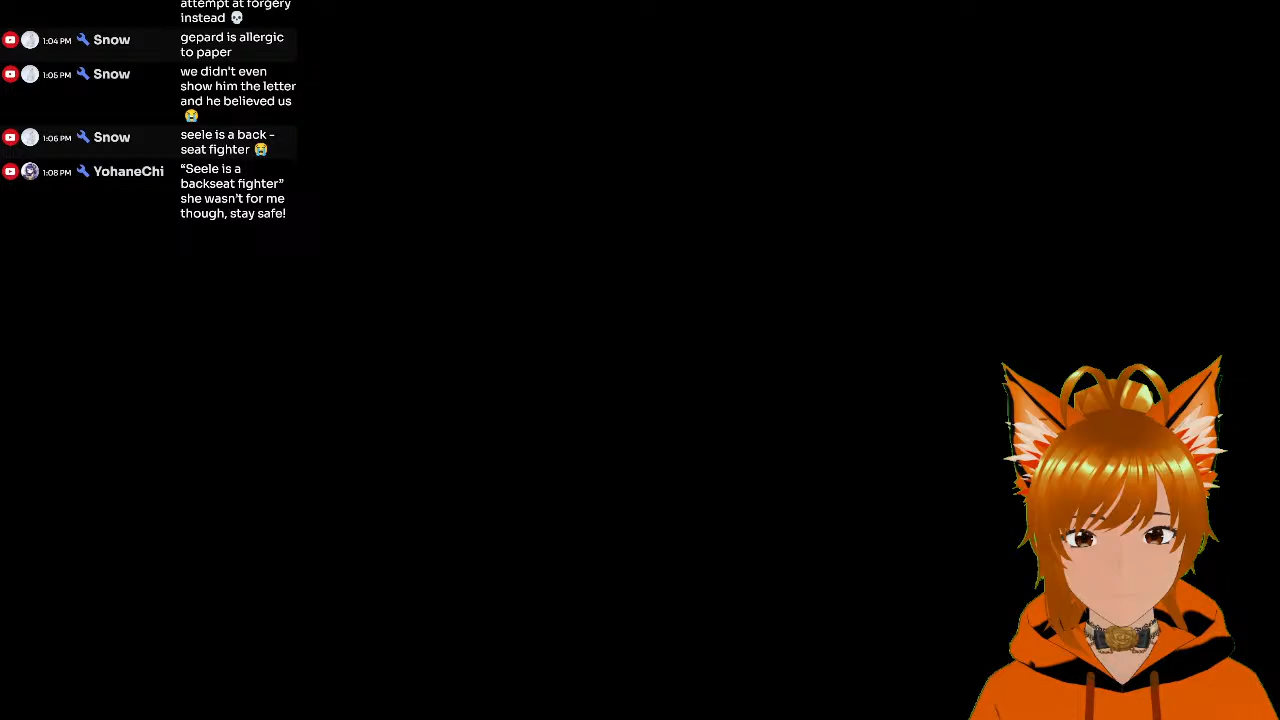 attempt at forgery
instead 💀
1:04 PM Snow gepard is allergic
to paper
1:05 PM Snow we didn't even
show him the letter
and he believed us
😭
1:06 PM Snow seele is a back -
seat fighter 😭
1:08 PM YohaneChi “Seele is a
backseat fighter”
she wasn’t for me
though, stay safe!